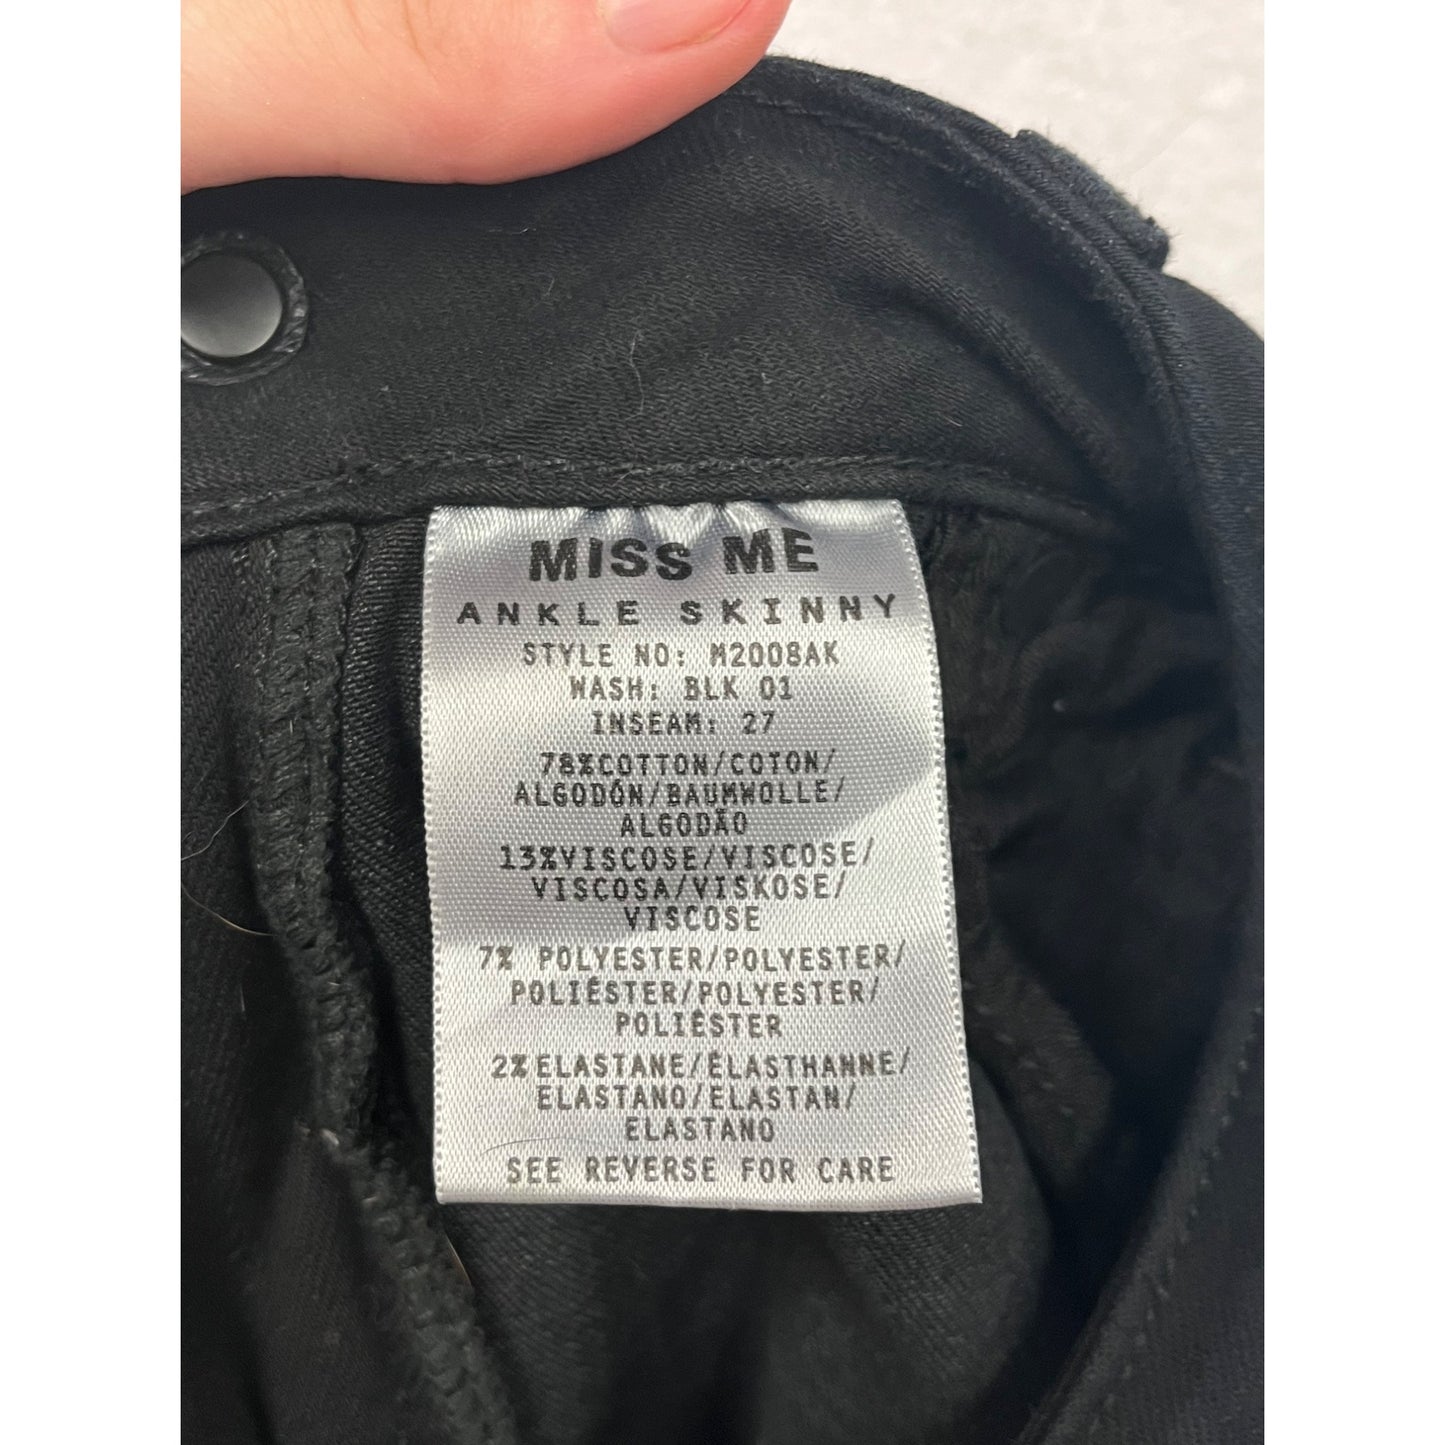 MISS ME
ANKLE SKINNY
STYLE NO: M2008AK
WASH: BLK 01
INSEAM: 27
78%COTTON/COTON/
ALGODÓN/BAUMWOLLE/
ALGODÃO
13%VISCOSE/VISCOSE/
VISCOSA/VISKOSE/
VISCOSE
7% POLYESTER/POLYESTER/
POLIÉSTER/POLYESTER/
POLIÉSTER
2%ELASTANE/ÉLASTHANNE/
ELASTANO/ELASTAN/
ELASTANO
SEE REVERSE FOR CARE